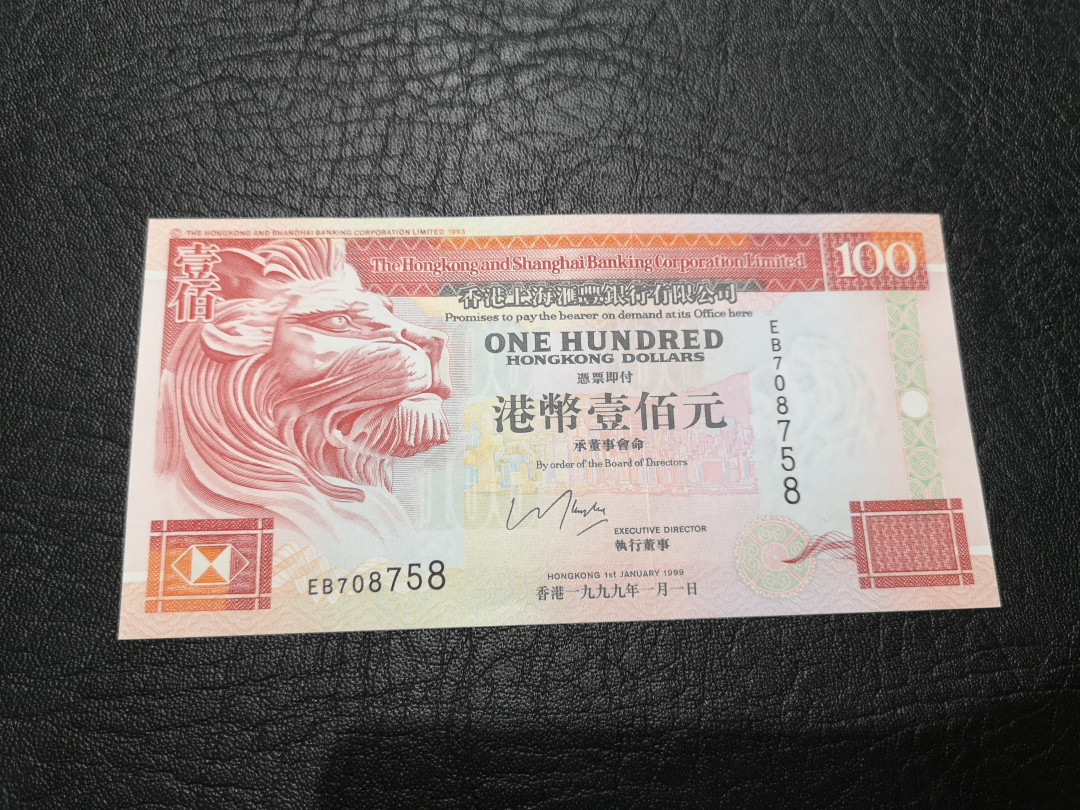 © THE HONGKONG AND SHANGHAI BANKING CORPORATION LIMITED 1993
壹佰
The Hongkong and Shanghai Banking Corporation Limited
100
香港上海滙豐銀行有限公司
Promises to pay the bearer on demand at its Office here
ONE HUNDRED
HONGKONG DOLLARS
EB708758
憑票即付
港幣壹佰元
承董事會命
By order of the Board of Directors
EXECUTIVE DIRECTOR
執行董事
HONGKONG 1st JANUARY 1999
香港一九九九年一月一日
EB708758